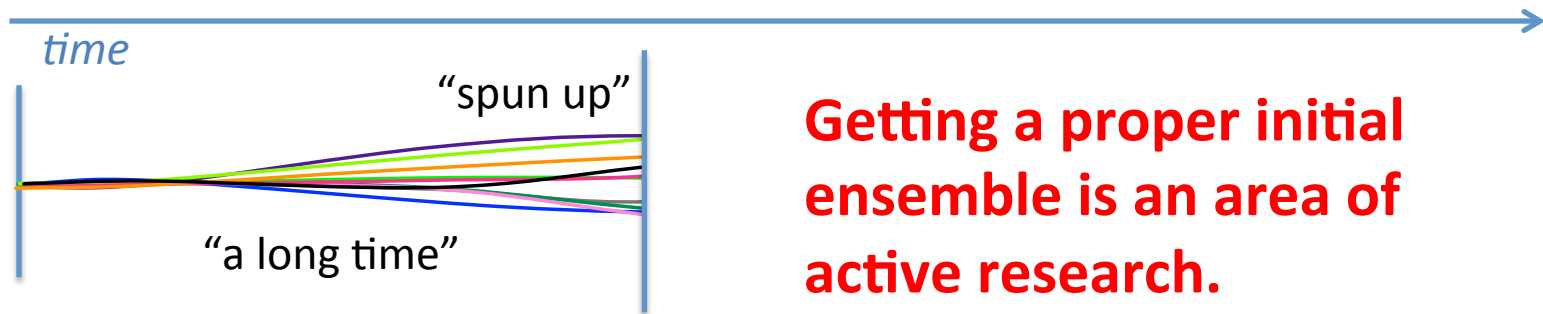 time
“spun up”
“a long time”
Getting a proper initial
ensemble is an area of
active research.